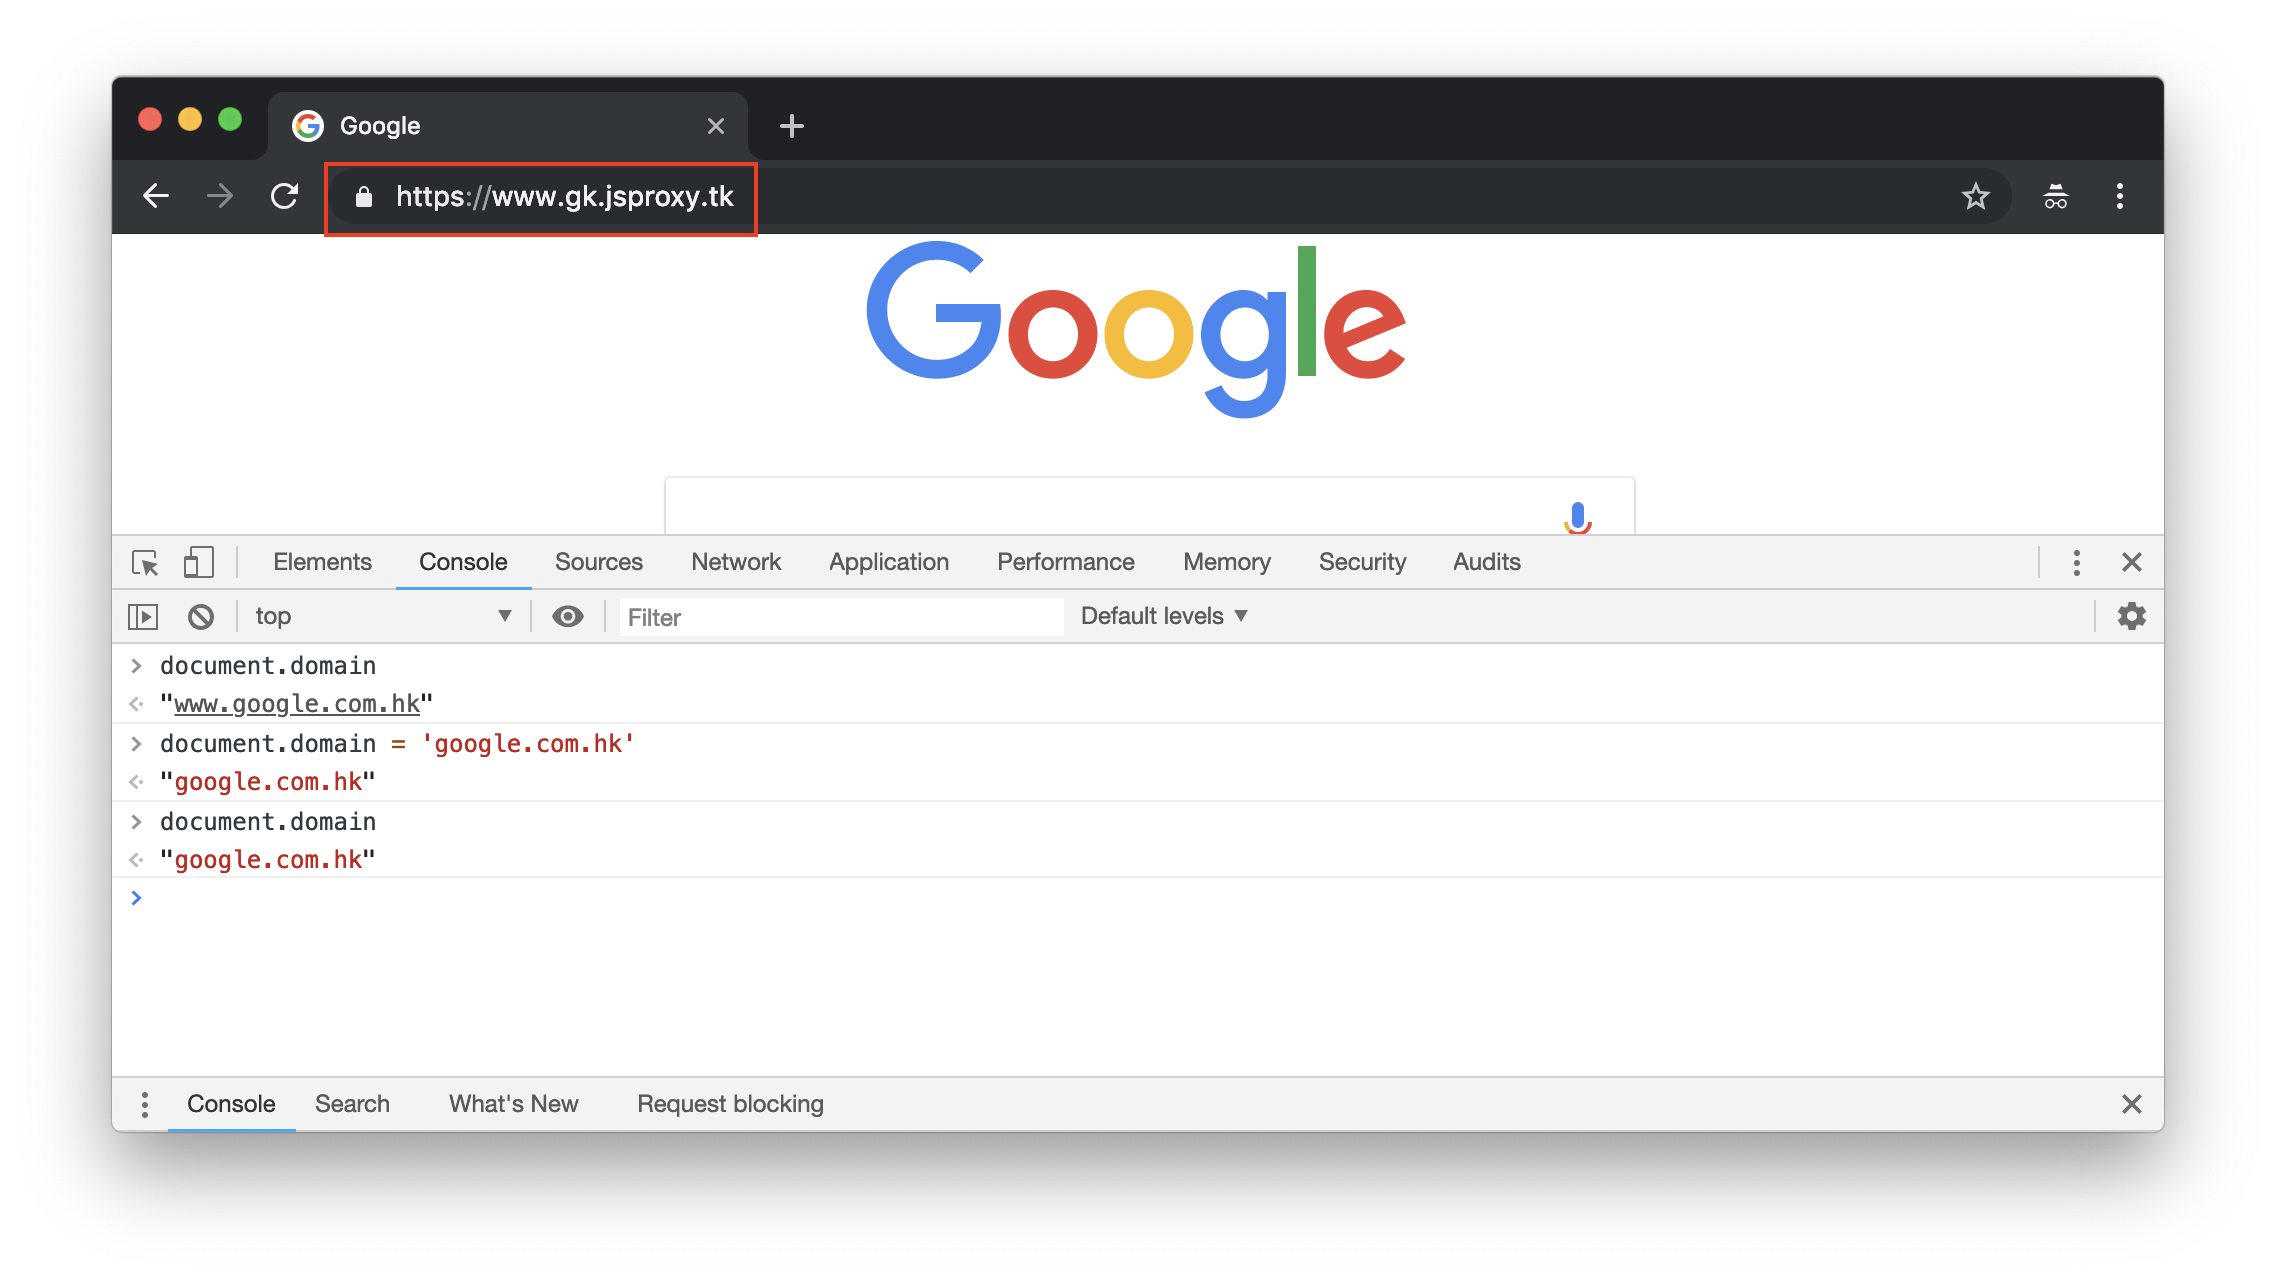 Google
https://www.gk.jsproxy.tk
Google
Elements Console Sources Network Application Performance Memory Security Audits
top Filter Default levels
document.domain
"www.google.com.hk"
document.domain = 'google.com.hk'
"google.com.hk"
document.domain
"google.com.hk"
Console Search What's New Request blocking